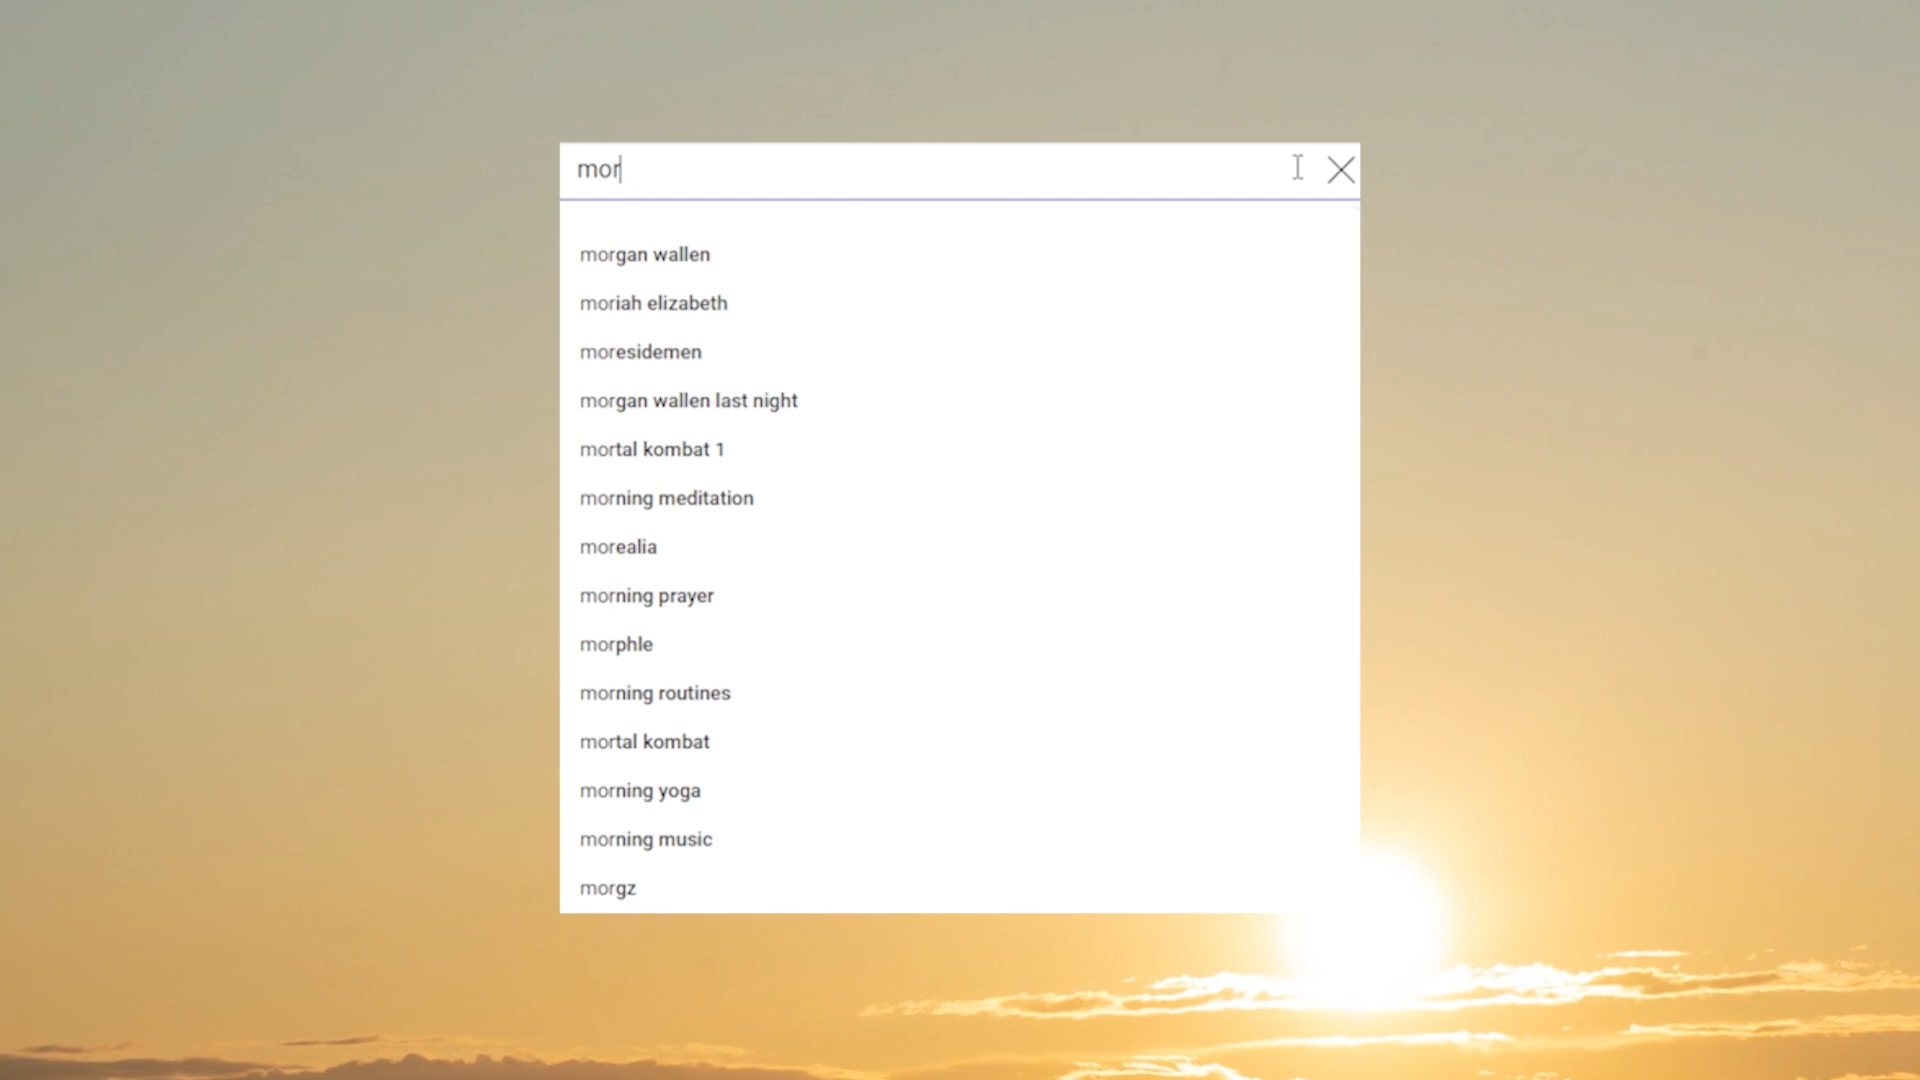 mor
morgan wallen
moriah elizabeth
moresidemen
morgan wallen last night
mortal kombat 1
morning meditation
morealia
morning prayer
morphle
morning routines
mortal kombat
morning yoga
morning music
morgz